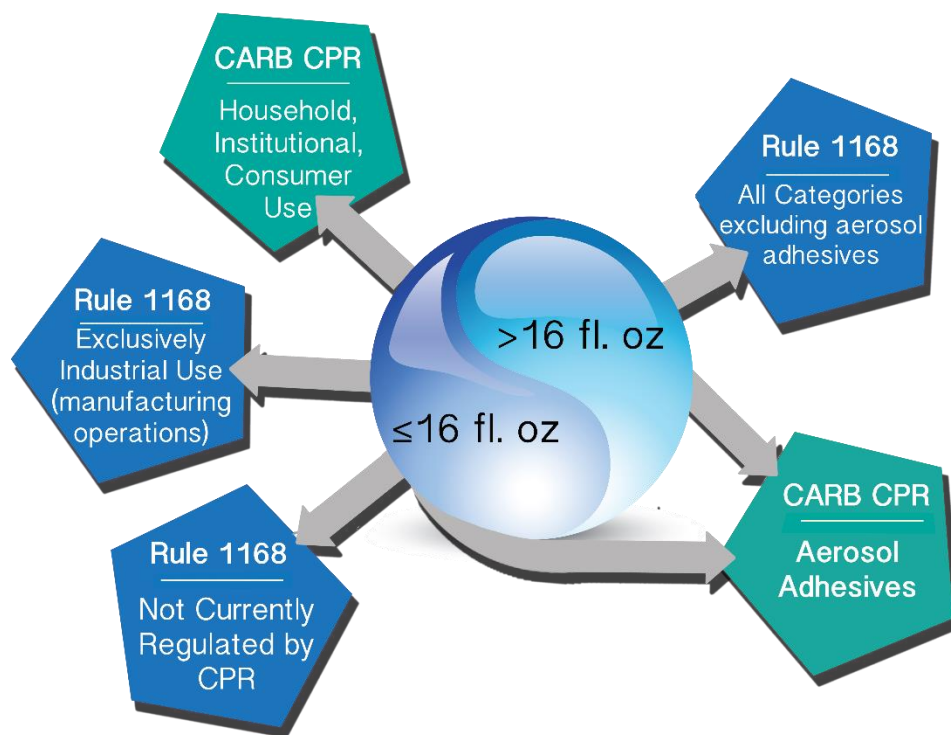 CARB CPR
Household,
Institutional,
Consumer
Use
Rule 1168
All Categories
excluding aerosol
adhesives
Rule 1168
Exclusively
Industrial Use
(manufacturing
operations)
>16 fl. oz
≤16 fl. oz
Rule 1168
Not Currently
Regulated by
CPR
CARB CPR
Aerosol
Adhesives